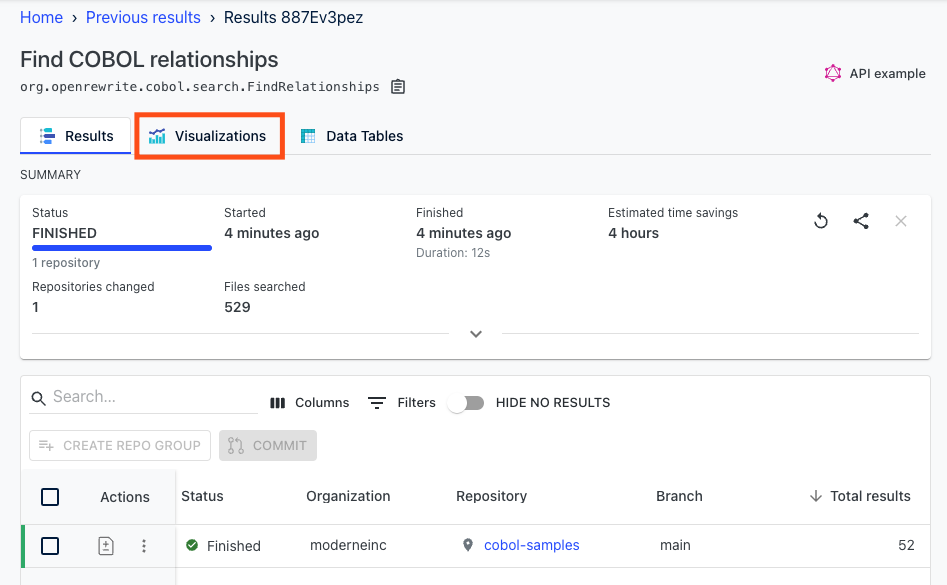 Home › Previous results › Results 887Ev3pez
Find COBOL relationships
org.openrewrite.cobol.search.FindRelationships
API example
Results Visualizations Data Tables
SUMMARY
Status Started Finished Estimated time savings
FINISHED 4 minutes ago 4 minutes ago 4 hours
1 repository Duration: 12s
Repositories changed Files searched
1 529
Search... Columns Filters HIDE NO RESULTS
CREATE REPO GROUP COMMIT
Actions Status Organization Repository Branch Total results
Finished moderneinc cobol-samples main 52